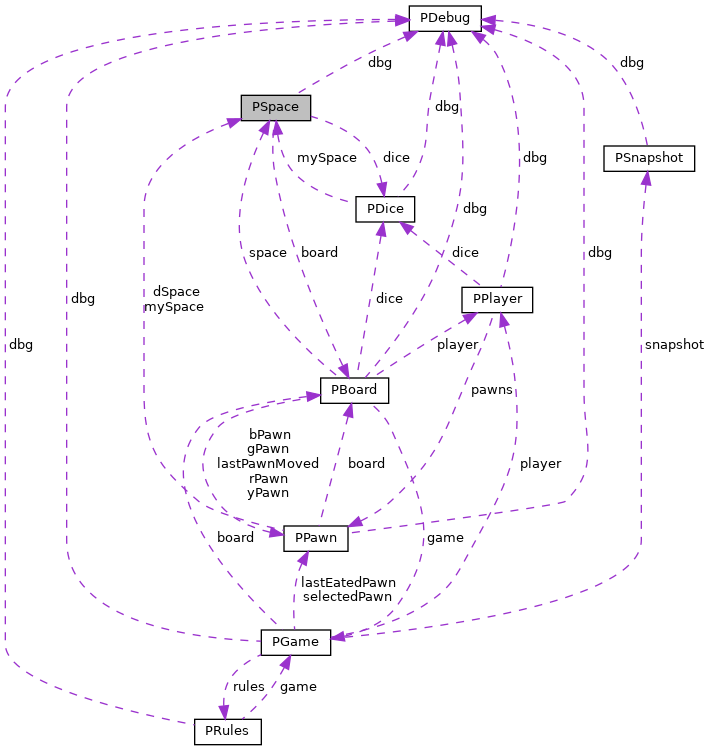 PDebug
dbg
PSpace
dbg
mySpace
dice
dbg
PSnapshot
PDice
dbg
space
board
dice
dSpace
mySpace
dbg
dice
PPlayer
dbg
dbg
player
snapshot
PBoard
pawns
bPawn
gPawn
lastPawnMoved
rPawn
yPawn
board
player
PPawn
board
game
lastEatedPawn
selectedPawn
PGame
rules
game
PRules